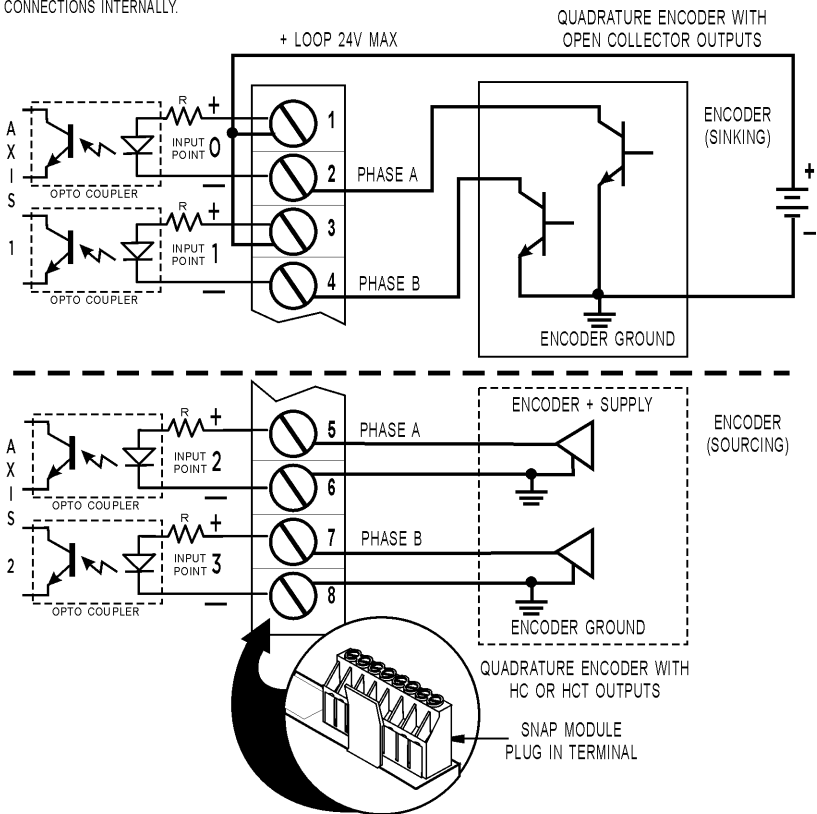 CONNECTIONS INTERNALLY.
QUADRATURE ENCODER WITH
OPEN COLLECTOR OUTPUTS
+ LOOP 24V MAX
AXIS 1
R
+
INPUT
POINT 0
−
OPTO COUPLER
R
+
INPUT
POINT 1
−
OPTO COUPLER
1
2
3
4
PHASE A
PHASE B
ENCODER
(SINKING)
+
−
ENCODER GROUND
AXIS 2
R
+
INPUT
POINT 2
−
OPTO COUPLER
R
+
INPUT
POINT 3
−
OPTO COUPLER
5
6
7
8
PHASE A
PHASE B
ENCODER + SUPPLY
ENCODER
(SOURCING)
ENCODER GROUND
QUADRATURE ENCODER WITH
HC OR HCT OUTPUTS
SNAP MODULE
PLUG IN TERMINAL